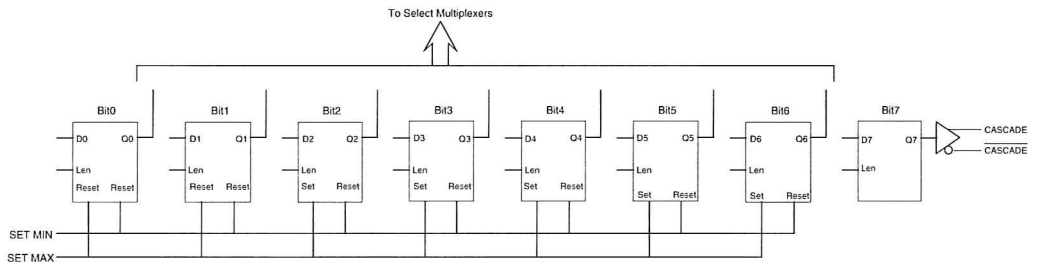 To Select Multiplexers
Bit0 Bit1 Bit2 Bit3 Bit4 Bit5 Bit6 Bit7
D0 Q0 D1 Q1 D2 Q2 D3 Q3 D4 Q4 D5 Q5 D6 Q6 D7 Q7 CASCADE
CASCADE
Len Len Len Len Len Len Len Len
Reset Reset Reset Reset Set Reset Set Reset Set Reset Set Reset Set Reset
SET MIN
SET MAX